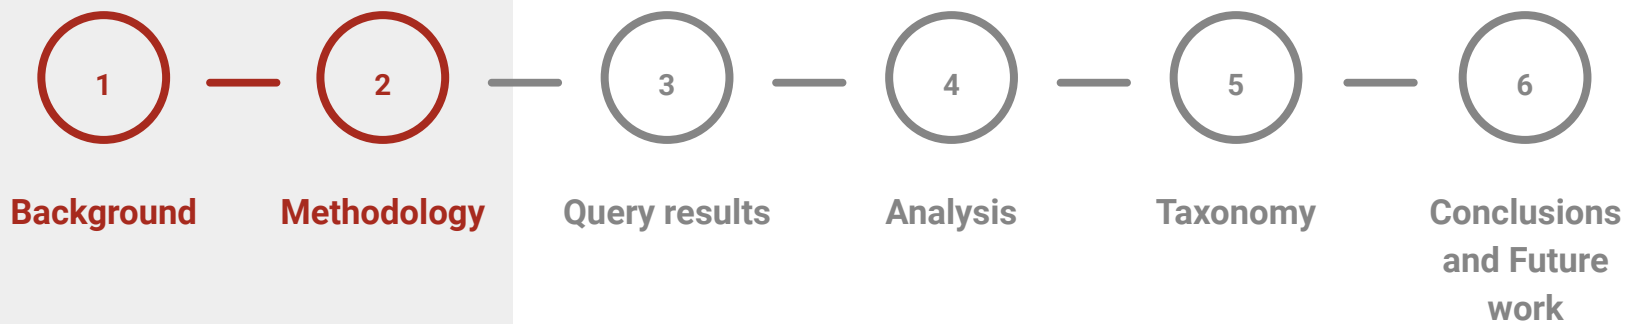 1 2 3 4 5 6
Background Methodology Query results Analysis Taxonomy Conclusions
and Future
work